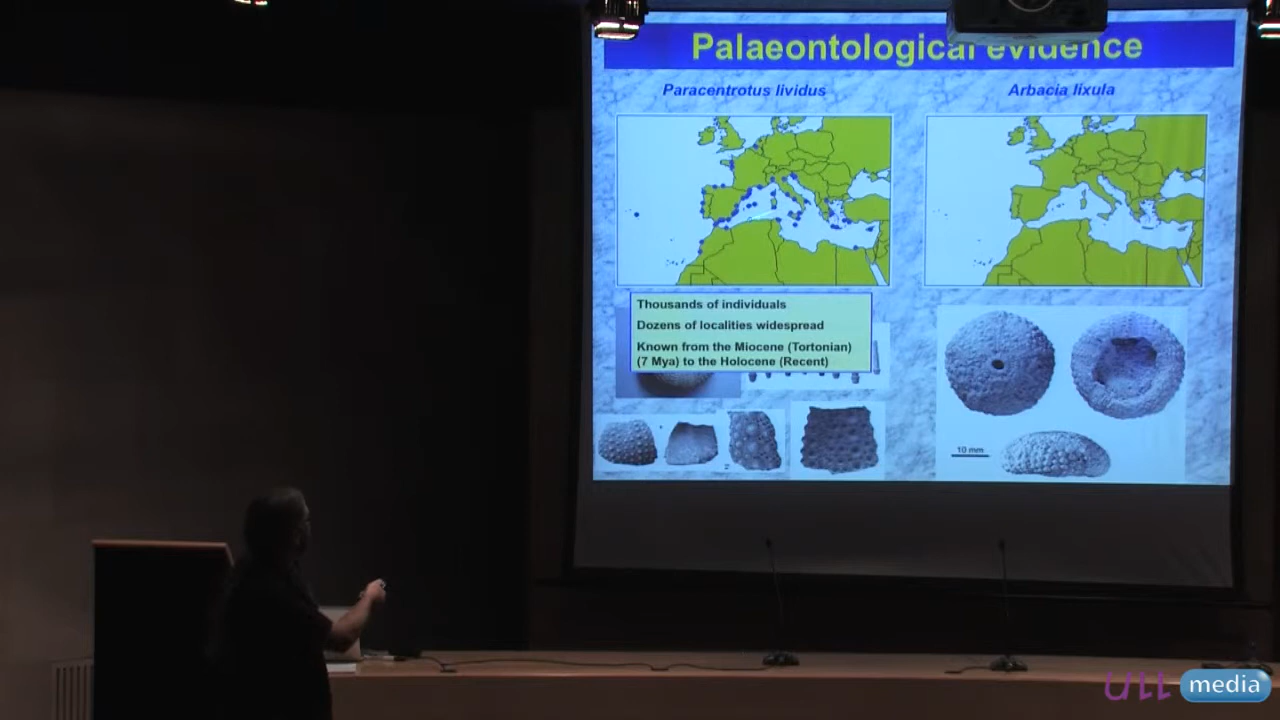 Palaeontological evidence
Paracentrotus lividus
Arbacia lixula
Thousands of individuals
Dozens of localities widespread
Known from the Miocene (Tortonian)
(7 Mya) to the Holocene (Recent)
10 mm
ULL media